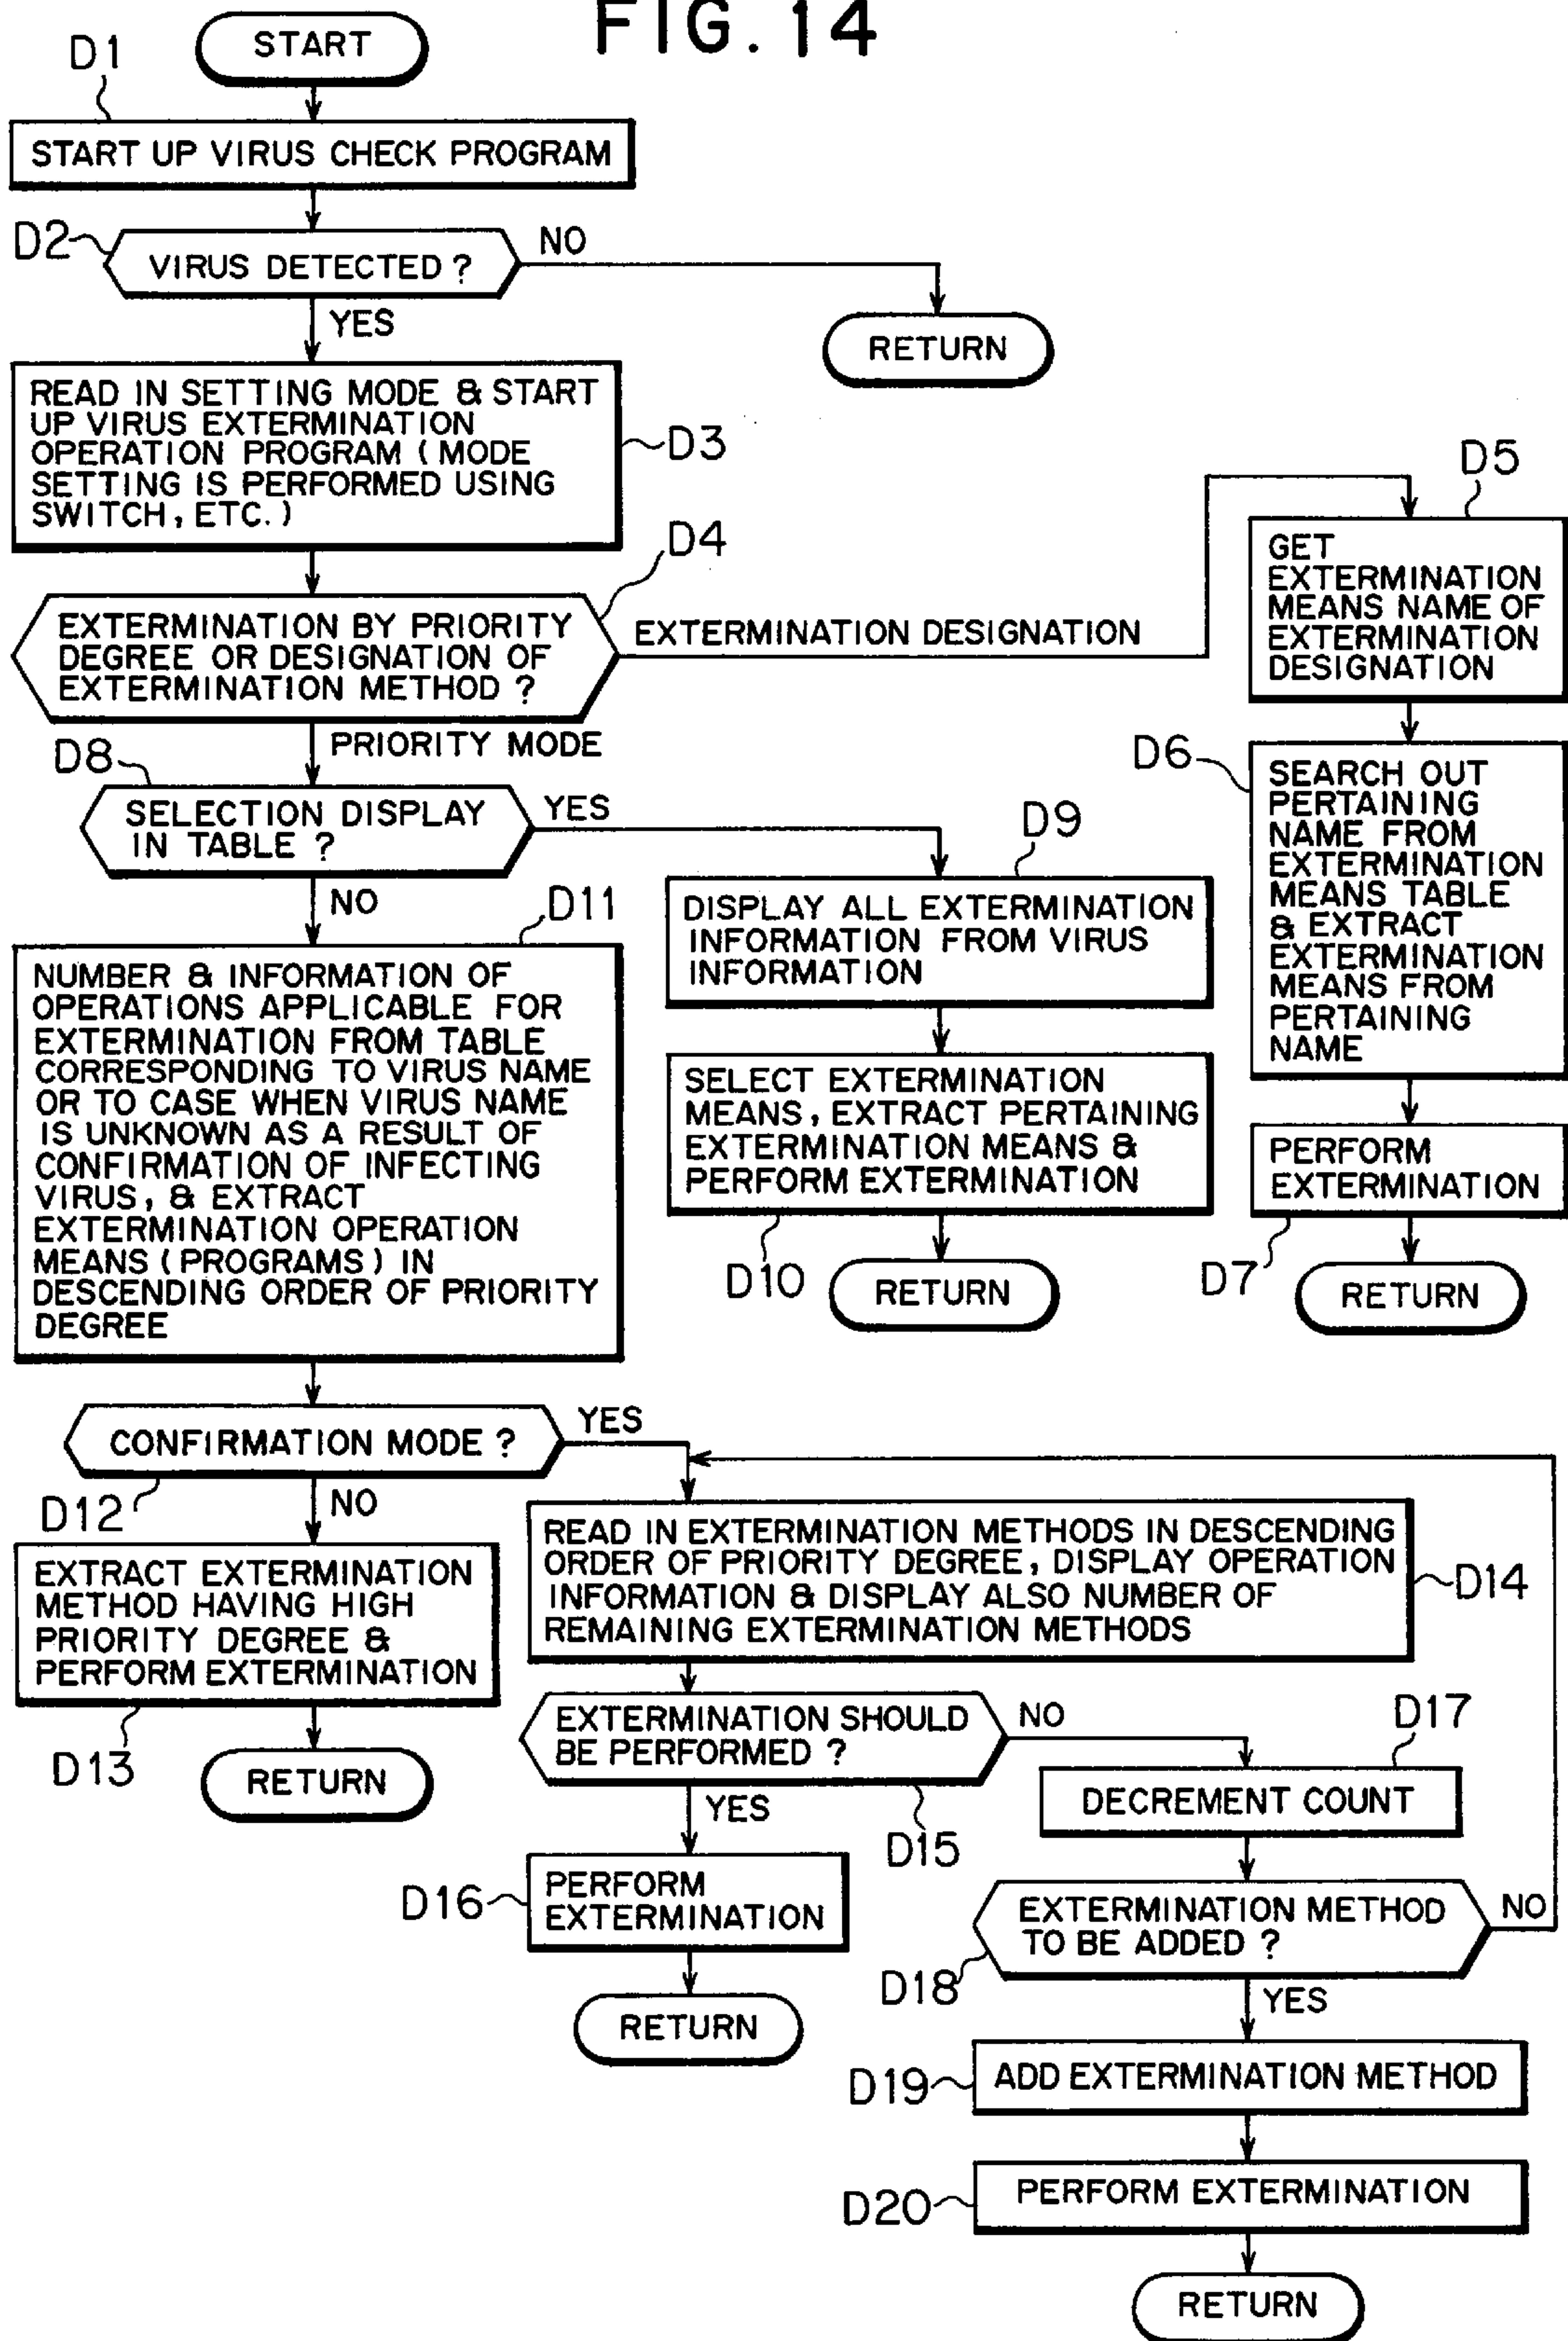 FIG. 14
START
D1
START UP VIRUS CHECK PROGRAM
D2
VIRUS DETECTED ?
NO
RETURN
YES
READ IN SETTING MODE & START
UP VIRUS EXTERMINATION
OPERATION PROGRAM ( MODE
SETTING IS PERFORMED USING
SWITCH, ETC. )
D3
D4
EXTERMINATION BY PRIORITY
DEGREE OR DESIGNATION OF
EXTERMINATION METHOD ?
EXTERMINATION DESIGNATION
D5
GET
EXTERMINATION
MEANS NAME OF
EXTERMINATION
DESIGNATION
D6
SEARCH OUT
PERTAINING
NAME FROM
EXTERMINATION
MEANS TABLE
& EXTRACT
EXTERMINATION
MEANS FROM
PERTAINING
NAME
PERFORM
EXTERMINATION
D7
RETURN
PRIORITY MODE
D8
SELECTION DISPLAY
IN TABLE ?
YES
D9
DISPLAY ALL EXTERMINATION
INFORMATION FROM VIRUS
INFORMATION
SELECT EXTERMINATION
MEANS, EXTRACT PERTAINING
EXTERMINATION MEANS &
PERFORM EXTERMINATION
D10
RETURN
NO
D11
NUMBER & INFORMATION OF
OPERATIONS APPLICABLE FOR
EXTERMINATION FROM TABLE
CORRESPONDING TO VIRUS NAME
OR TO CASE WHEN VIRUS NAME
IS UNKNOWN AS A RESULT OF
CONFIRMATION OF INFECTING
VIRUS, & EXTRACT
EXTERMINATION OPERATION
MEANS ( PROGRAMS ) IN
DESCENDING ORDER OF PRIORITY
DEGREE
CONFIRMATION MODE ?
YES
D12
NO
EXTRACT EXTERMINATION
METHOD HAVING HIGH
PRIORITY DEGREE &
PERFORM EXTERMINATION
D13
RETURN
READ IN EXTERMINATION METHODS IN DESCENDING
ORDER OF PRIORITY DEGREE, DISPLAY OPERATION
INFORMATION & DISPLAY ALSO NUMBER OF
REMAINING EXTERMINATION METHODS
D14
EXTERMINATION SHOULD
BE PERFORMED ?
NO
D15
YES
D16
PERFORM
EXTERMINATION
RETURN
D17
DECREMENT COUNT
EXTERMINATION METHOD
TO BE ADDED ?
NO
D18
YES
D19
ADD EXTERMINATION METHOD
D20
PERFORM EXTERMINATION
RETURN